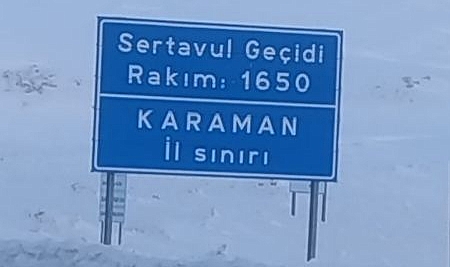 Sertavul Geçidi
Rakım: 1650
KARAMAN
İl sınırı